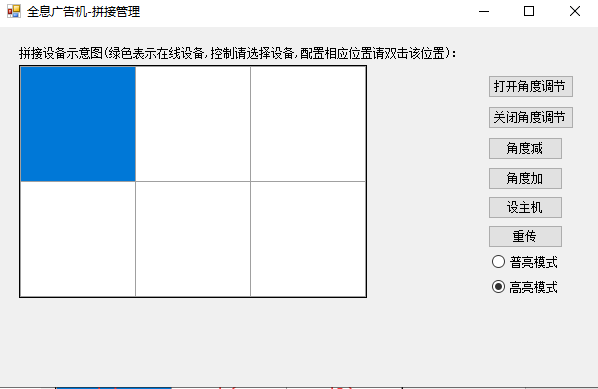 全息广告机-拼接管理
拼接设备示意图(绿色表示在线设备,控制请选择设备,配置相应位置请双击该位置):
打开角度调节
关闭角度调节
角度减
角度加
设主机
重传
普亮模式
高亮模式